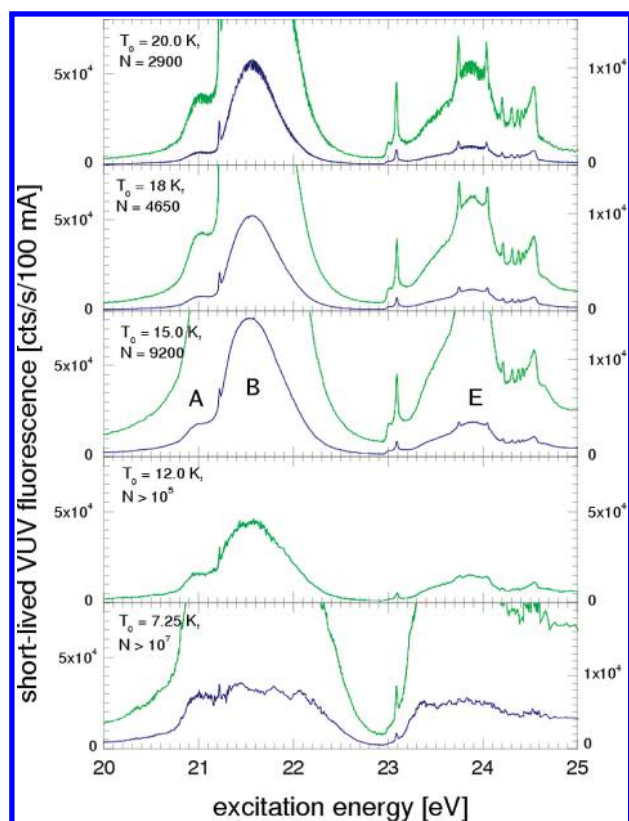 T₀ = 20.0 K,
N = 2900
5x10⁴
0
1x10⁴
0
T₀ = 18 K,
N = 4650
5x10⁴
0
1x10⁴
0
T₀ = 15.0 K,
N = 9200
5x10⁴
0
1x10⁴
0
A
B
E
T₀ = 12.0 K,
5x10⁴
0
5x10⁴
0
T₀ = 7.25 K,
N > 10⁷
5x10⁴
0
1x10⁴
0
20
21
22
23
24
25
excitation energy [eV]
short-lived VUV fluorescence [cts/s/100 mA]